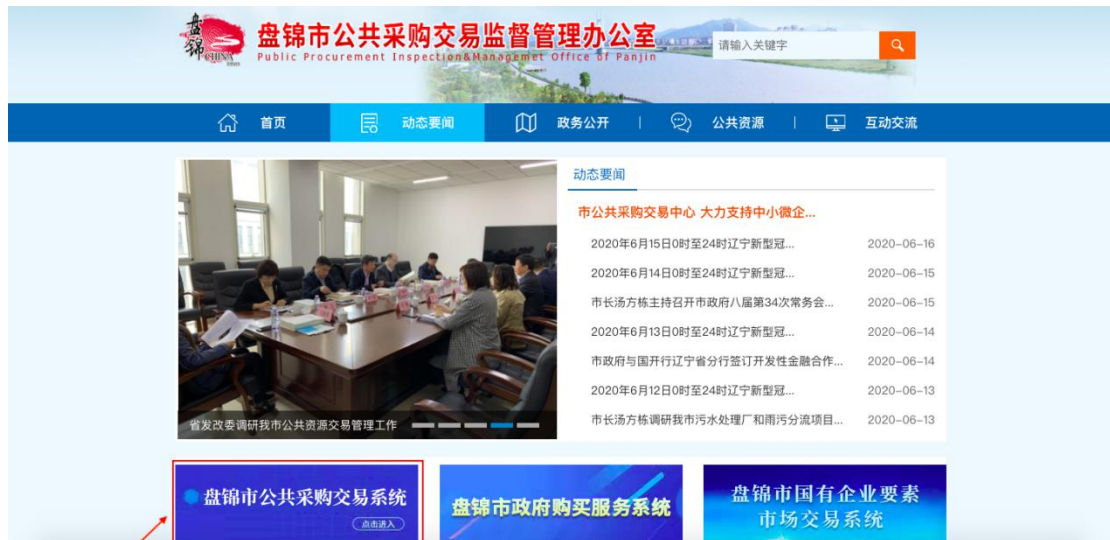 盘锦
CHINA
盘锦市公共采购交易监督管理办公室
Public Procurement Inspection&Managemet Office of Panjin
请输入关键字
首页
动态要闻
政务公开
公共资源
互动交流
动态要闻
市公共采购交易中心 大力支持中小微企...
2020年6月15日0时至24时辽宁新型冠... 2020-06-16
2020年6月14日0时至24时辽宁新型冠... 2020-06-15
市长汤方栋主持召开市政府八届第34次常务会... 2020-06-15
2020年6月13日0时至24时辽宁新型冠... 2020-06-14
市政府与国开行辽宁省分行签订开发性金融合作... 2020-06-14
2020年6月12日0时至24时辽宁新型冠... 2020-06-13
市长汤方栋调研我市污水处理厂和雨污分流项目... 2020-06-13
省发改委调研我市公共资源交易管理工作
盘锦市公共采购交易系统
点击进入
盘锦市政府购买服务系统
盘锦市国有企业要素
市场交易系统